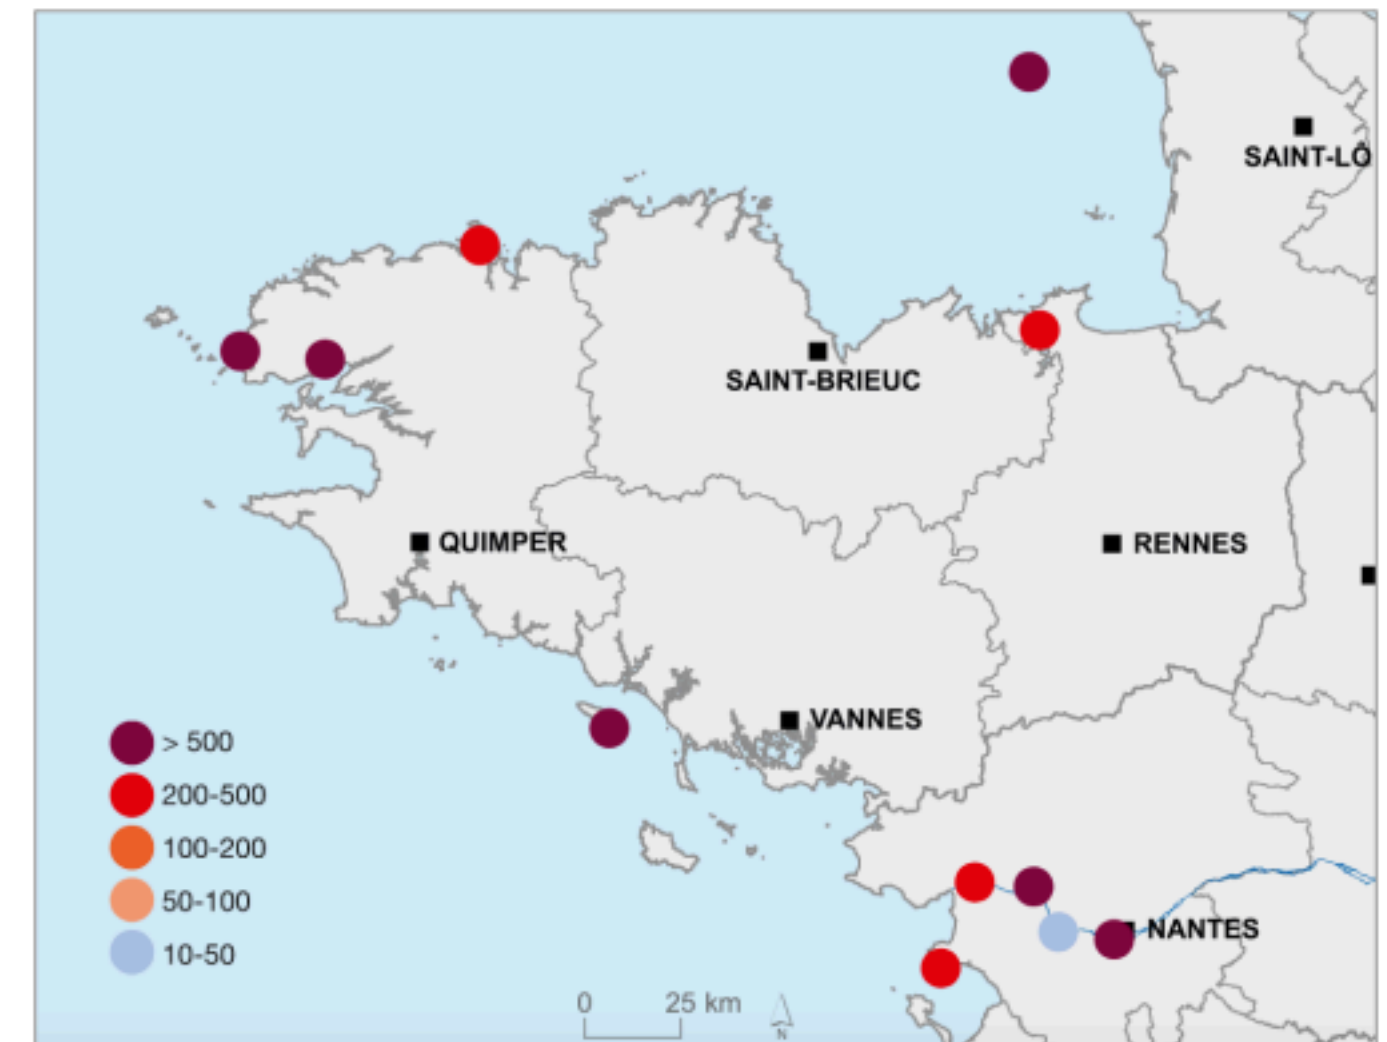 SAINT-LÔ
SAINT-BRIEUC
QUIMPER
RENNES
VANNES
> 500
200-500
100-200
50-100
10-50
NANTES
0 25 km
N